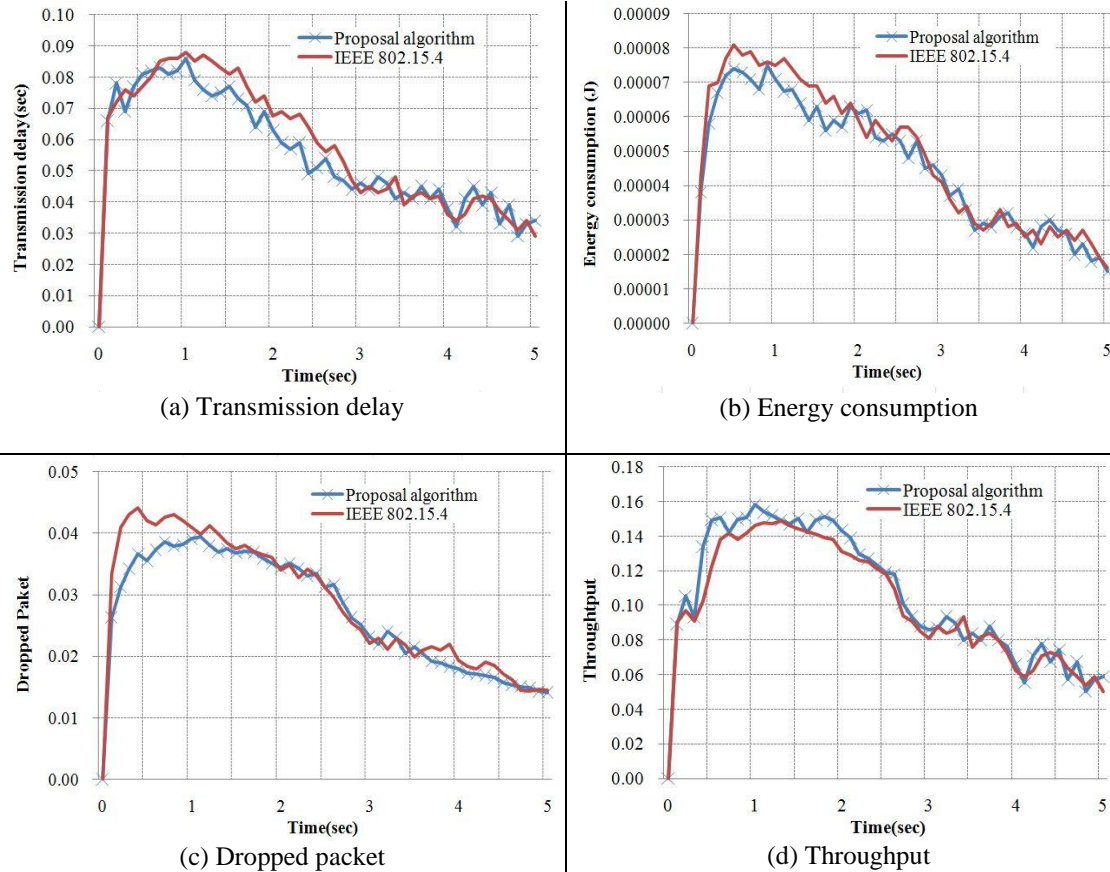 0.10
0.09
0.08
0.07
0.06
0.05
0.04
0.03
0.02
0.01
0.00
Transmission delay(sec)
Proposal algorithm
IEEE 802.15.4
0 1 2 3 4 5
Time(sec)
(a) Transmission delay
0.00009
0.00008
0.00007
0.00006
0.00005
0.00004
0.00003
0.00002
0.00001
0.00000
Energy consumption (J)
Proposal algorithm
IEEE 802.15.4
0 1 2 3 4 5
Time(sec)
(b) Energy consumption
0.05
0.04
0.03
0.02
0.01
0.00
Dropped Paket
Proposal algorithm
IEEE 802.15.4
0 1 2 3 4 5
Time(sec)
(c) Dropped packet
0.18
0.16
0.14
0.12
0.10
0.08
0.06
0.04
0.02
0.00
Throughtput
Proposal algorithm
IEEE 802.15.4
0 1 2 3 4 5
Time(sec)
(d) Throughput